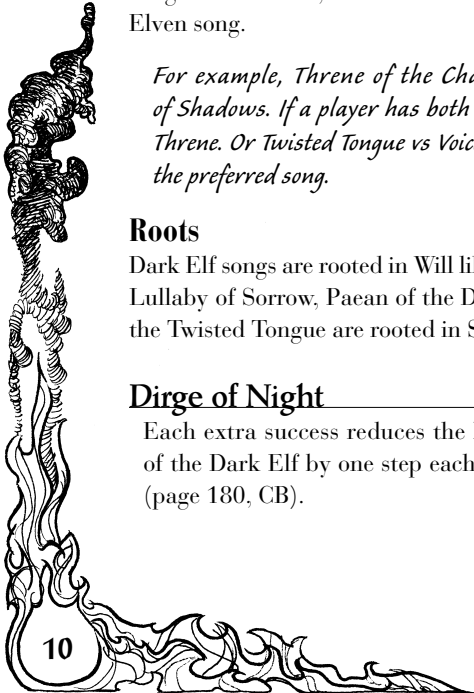 Elven song.
For example, Threne of the Cha
of Shadows. If a player has both
Threne. Or Twisted Tongue vs Voic
the preferred song.
Roots
Dark Elf songs are rooted in Will li
Lullaby of Sorrow, Paean of the D
the Twisted Tongue are rooted in S
Dirge of Night
Each extra success reduces the
of the Dark Elf by one step each
(page 180, CB).
10